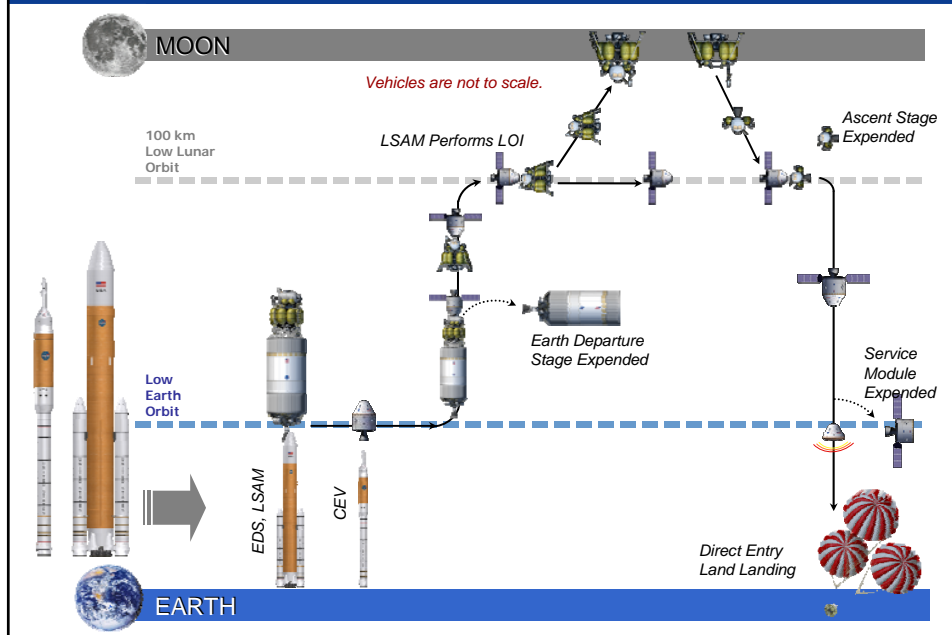 MOON
Vehicles are not to scale.
Ascent Stage
Expended
100 km
Low Lunar
Orbit
LSAM Performs LOI
Earth Departure
Stage Expended
Service
Module
Expended
Low
Earth
Orbit
EDS, LSAM
CEV
Direct Entry
Land Landing
EARTH